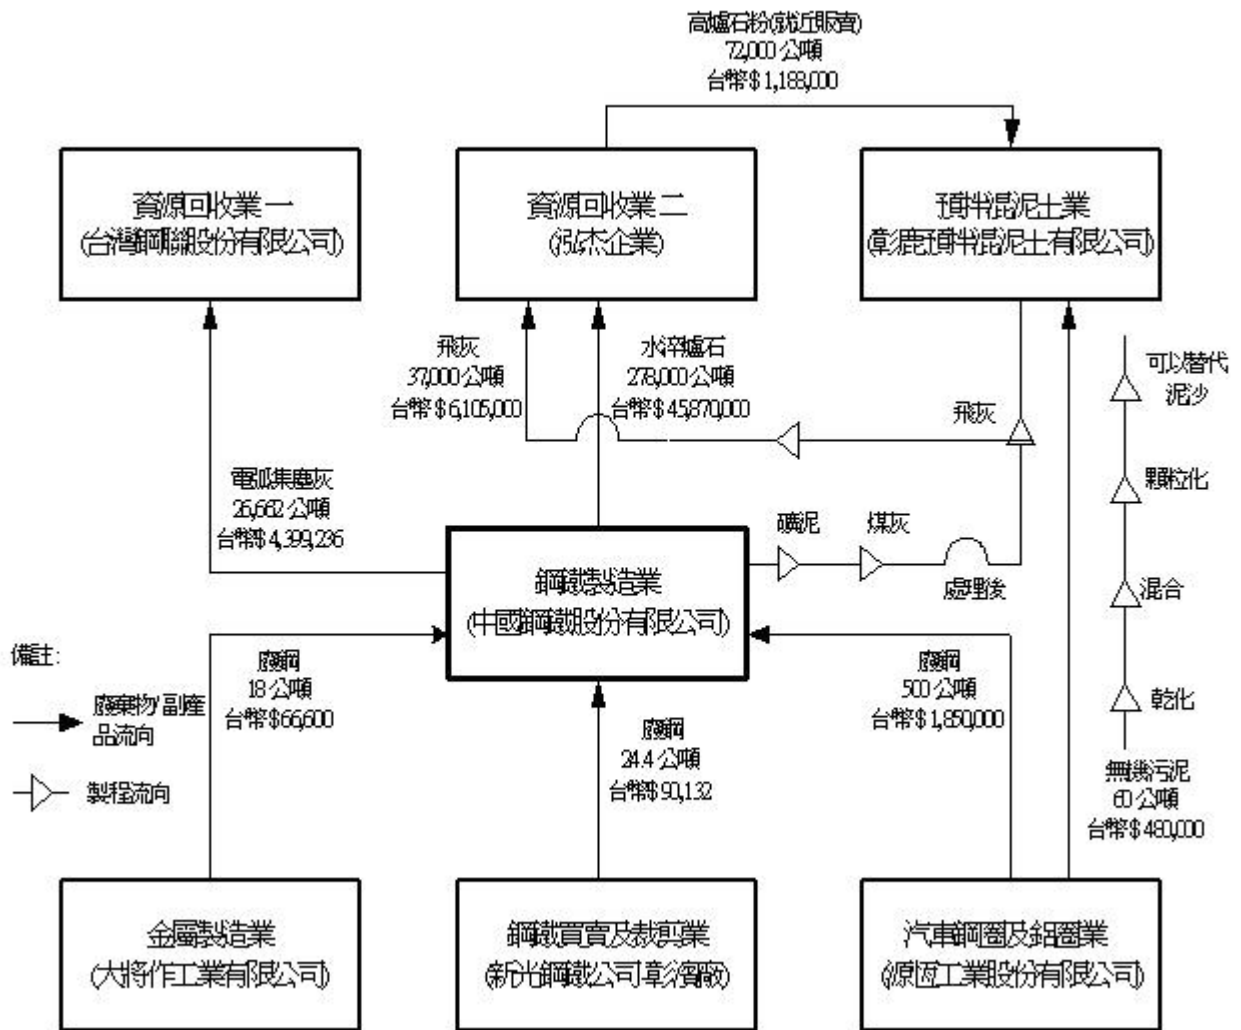 高爐石粉(就近販賣)
72,000 公噸
台幣$ 1,188,000
資源回收業一
(台灣鋼聯股份有限公司)
資源回收業二
(泓杰企業)
預拌混泥土業
(彰鹿預拌混泥土有限公司)
飛灰
37,000 公噸
台幣$ 6,105,000
水淬爐石
278,000 公噸
台幣$ 45,870,000
飛灰
可以替代
泥沙
顆粒化
混合
乾化
無機污泥
60 公噸
台幣$ 480,000
電弧集塵灰
26,662 公噸
台幣$ 4,399,236
鋼鐵製造業
(中國鋼鐵股份有限公司)
礦泥
煤灰
處理後
備註:
廢棄物/副產
品流向
製程流向
廢鋼
18 公噸
台幣$66,600
廢鋼
24.4 公噸
台幣$ 90,132
廢鋼
500 公噸
台幣$ 1,850,000
金屬製造業
(大將作工業有限公司)
鋼鐵買賣及裁剪業
(新光鋼鐵公司彰濱廠)
汽車鋼圈及鋁圈業
(源恆工業股份有限公司)